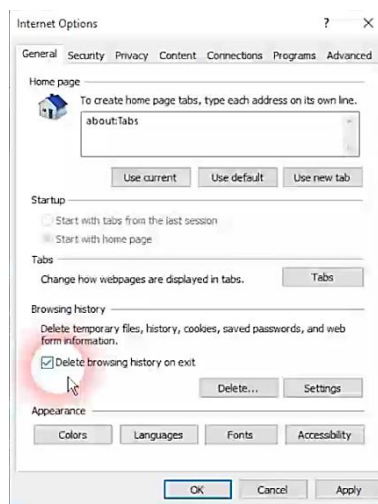 Internet Options
?
General Security Privacy Content Connections Programs Advanced
Home page
To create home page tabs, type each address on its own line.
about:Tabs
Use current Use default Use new tab
Startup
Start with tabs from the last session
Start with home page
Tabs
Change how webpages are displayed in tabs. Tabs
Browsing history
Delete temporary files, history, cookies, saved passwords, and web
form information.
Delete browsing history on exit
Delete... Settings
Appearance
Colors Languages Fonts Accessibility
OK Cancel Apply